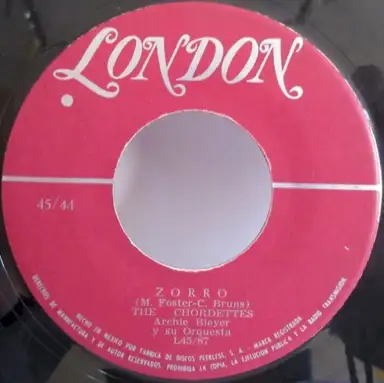 LONDON
45/44
ZORRO
(M. Foster-C. Bruns)
THE CHORDETTES
Archie Bleyer
y su Orquesta
L45/87
HECHO EN MEXICO POR FABRICA DE DISCOS PEERLESS, S. A. - MARCA REGISTRADA
DERECHOS DE MANUFACTURA Y DE AUTOR RESERVADOS. PROHIBIDA LA COPIA, LA EJECUCION PUBLICA Y LA RADIO TRANSMISION